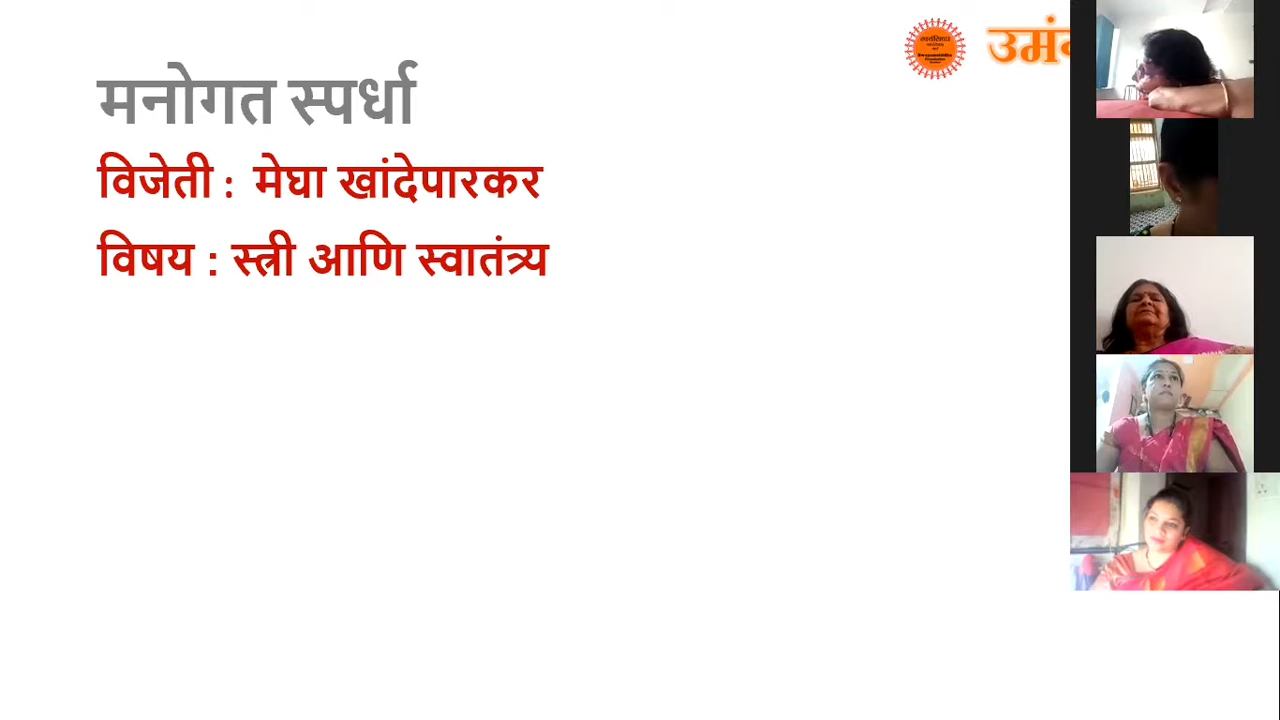 मनोगत स्पर्धा
विजेती : मेघा खांदेपारकर
विषय : स्त्री आणि स्वातंत्र्य